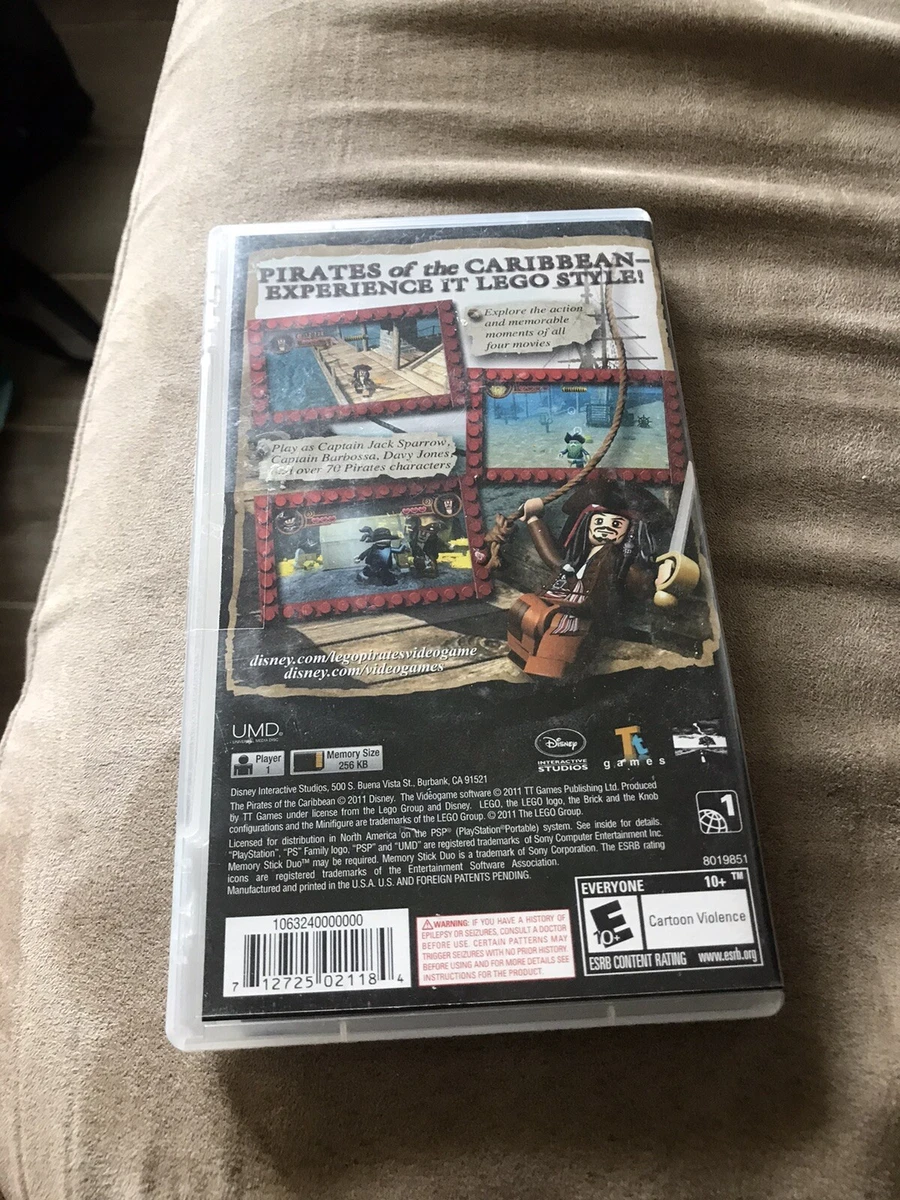 PIRATES of the CARIBBEAN–
EXPERIENCE IT LEGO STYLE!
Explore the action
and memorable
moments of all
four movies
Play as Captain Jack Sparrow,
Captain Barbossa, Davy Jones
and over 70 Pirates characters
disney.com/legopiratesvideogame
disney.com/videogames
UMD
UNIVERSAL MEDIA DISC
Player
1
Memory Size
256 KB
Disney
INTERACTIVE
STUDIOS
Tt
games
Disney Interactive Studios, 500 S. Buena Vista St., Burbank, CA 91521
The Pirates of the Caribbean © 2011 Disney. The Videogame software © 2011 TT Games Publishing Ltd. Produced
by TT Games under license from the Lego Group and Disney. LEGO, the LEGO logo, the Brick and the Knob
configurations and the Minifigure are trademarks of the LEGO Group. © 2011 The LEGO Group.
Licensed for distribution in North America on the PSP® (PlayStation®Portable) system. See inside for details.
"PlayStation", "PS" Family logo, "PSP" and "UMD" are registered trademarks of Sony Computer Entertainment Inc.
Memory Stick Duo™ may be required. Memory Stick Duo is a trademark of Sony Corporation. The ESRB rating
icons are registered trademarks of the Entertainment Software Association.
Manufactured and printed in the U.S.A. U.S. AND FOREIGN PATENTS PENDING.
1
8019851
1063240000000
7 12725 02118 4
WARNING: IF YOU HAVE A HISTORY OF
EPILEPSY OR SEIZURES, CONSULT A DOCTOR
BEFORE USE. CERTAIN PATTERNS MAY
TRIGGER SEIZURES WITH NO PRIOR HISTORY.
BEFORE USING AND FOR MORE DETAILS SEE
INSTRUCTIONS FOR THE PRODUCT.
EVERYONE 10+ ™
E
10+
Cartoon Violence
ESRB CONTENT RATING www.esrb.org